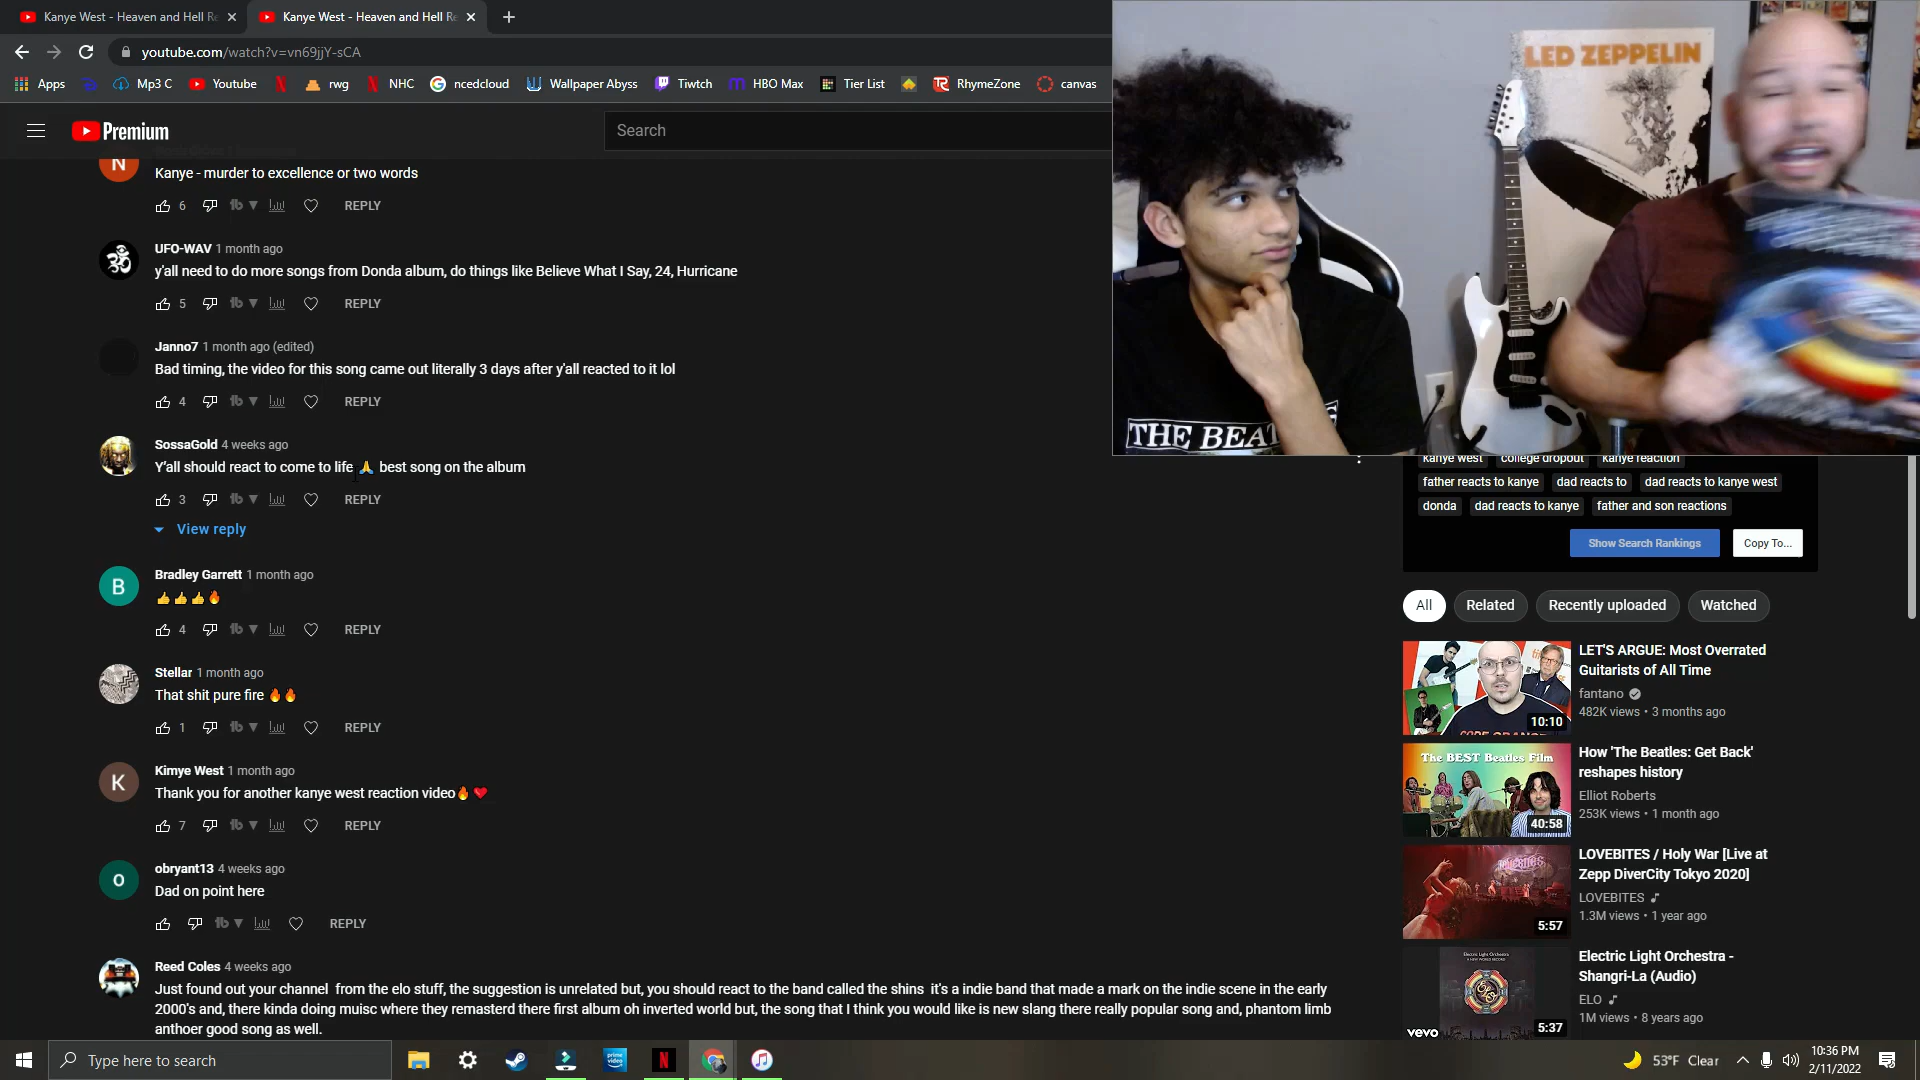 Kanye West - Heaven and Hell Re
Kanye West - Heaven and Hell Re
youtube.com/watch?v=vn69jjY-sCA
Apps
Mp3 C
Youtube
rwg
NHC
ncedcloud
Wallpaper Abyss
Tiwtch
HBO Max
Tier List
RhymeZone
canvas
Premium
Search
N
Kanye - murder to excellence or two words
6
REPLY
UFO-WAV 1 month ago
y'all need to do more songs from Donda album, do things like Believe What I Say, 24, Hurricane
5
REPLY
Janno7 1 month ago (edited)
Bad timing, the video for this song came out literally 3 days after y'all reacted to it lol
4
REPLY
SossaGold 4 weeks ago
Y'all should react to come to life 🙏 best song on the album
3
REPLY
View reply
B
Bradley Garrett 1 month ago
👍👍👍🔥
4
REPLY
Stellar 1 month ago
That shit pure fire 🔥🔥
1
REPLY
K
Kimye West 1 month ago
Thank you for another kanye west reaction video🔥❤️
7
REPLY
o
obryant13 4 weeks ago
Dad on point here
REPLY
Reed Coles 4 weeks ago
Just found out your channel from the elo stuff, the suggestion is unrelated but, you should react to the band called the shins it's a indie band that made a mark on the indie scene in the early
2000's and, there kinda doing muisc where they remasterd there first album oh inverted world but, the song that I think you would like is new slang there really popular song and, phantom limb
anthoer good song as well.
LED ZEPPELIN
THE BEAT
kanye west
college dropout
kanye reaction
father reacts to kanye
dad reacts to
dad reacts to kanye west
donda
dad reacts to kanye
father and son reactions
Show Search Rankings
Copy To...
All
Related
Recently uploaded
Watched
LET'S ARGUE: Most Overrated
Guitarists of All Time
fantano
482K views • 3 months ago
10:10
The BEST Beatles Film
How 'The Beatles: Get Back'
reshapes history
Elliot Roberts
253K views • 1 month ago
40:58
LOVEBITES / Holy War [Live at
Zepp DiverCity Tokyo 2020]
LOVEBITES
1.3M views • 1 year ago
5:57
Electric Light Orchestra -
Shangri-La (Audio)
ELO
1M views • 8 years ago
vevo
5:37
Type here to search
prime video
53°F Clear
10:36 PM
2/11/2022